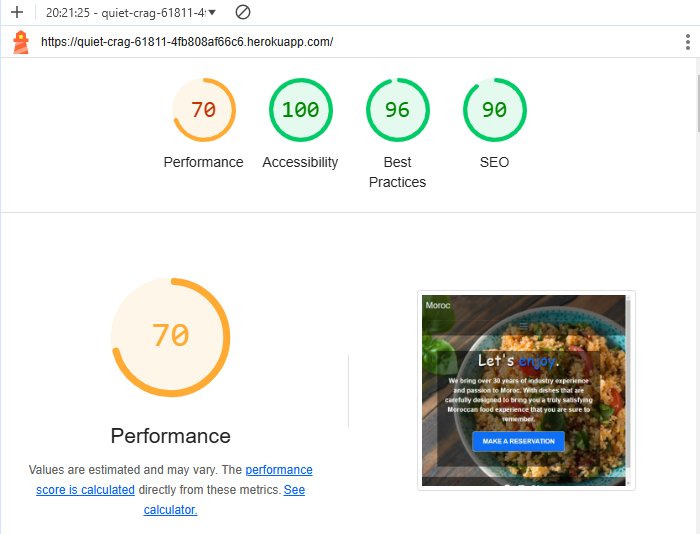 20:21:25 - quiet-crag-61811-4
https://quiet-crag-61811-4fb808af66c6.herokuapp.com/
70
100
96
90
Performance
Accessibility
Best
Practices
SEO
70
Performance
Values are estimated and may vary. The performance
score is calculated directly from these metrics. See
calculator.
Moroc
Let's enjoy.
We bring over 30 years of industry experience
and passion to Moroc. With dishes that are
carefully designed to bring you a truly satisfying
Moroccan food experience that you are sure to
remember.
MAKE A RESERVATION